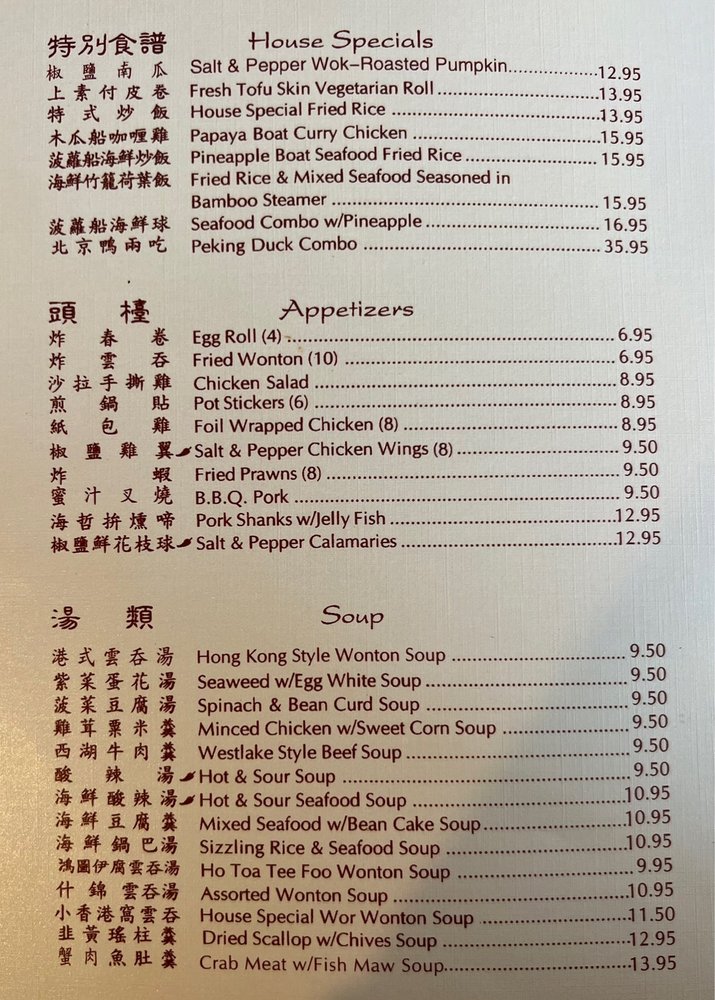 特別食譜 House Specials
椒鹽南瓜 Salt & Pepper Wok-Roasted Pumpkin 12.95
上素付皮卷 Fresh Tofu Skin Vegetarian Roll 13.95
特式炒飯 House Special Fried Rice 13.95
木瓜船咖喱雞 Papaya Boat Curry Chicken 15.95
菠蘿船海鮮炒飯 Pineapple Boat Seafood Fried Rice 15.95
海鮮竹籠荷葉飯 Fried Rice & Mixed Seafood Seasoned in
Bamboo Steamer 15.95
菠蘿船海鮮球 Seafood Combo w/Pineapple 16.95
北京鴨兩吃 Peking Duck Combo 35.95
頭檯 Appetizers
炸春卷 Egg Roll (4) 6.95
炸雲吞 Fried Wonton (10) 6.95
沙拉手撕雞 Chicken Salad 8.95
煎鍋貼 Pot Stickers (6) 8.95
紙包雞 Foil Wrapped Chicken (8) 8.95
椒鹽雞翼 Salt & Pepper Chicken Wings (8) 9.50
炸蝦 Fried Prawns (8) 9.50
蜜汁叉燒 B.B.Q. Pork 9.50
海哲拚燻啼 Pork Shanks w/Jelly Fish 12.95
椒鹽鮮花枝球 Salt & Pepper Calamaries 12.95
湯類 Soup
港式雲吞湯 Hong Kong Style Wonton Soup 9.50
紫菜蛋花湯 Seaweed w/Egg White Soup 9.50
菠菜豆腐湯 Spinach & Bean Curd Soup 9.50
雞茸粟米羹 Minced Chicken w/Sweet Corn Soup 9.50
西湖牛肉羹 Westlake Style Beef Soup 9.50
酸辣湯 Hot & Sour Soup 9.50
海鮮酸辣湯 Hot & Sour Seafood Soup 10.95
海鮮豆腐羹 Mixed Seafood w/Bean Cake Soup 10.95
海鮮鍋巴湯 Sizzling Rice & Seafood Soup 10.95
鴻圖伊腐雲吞湯 Ho Toa Tee Foo Wonton Soup 9.95
什錦雲吞湯 Assorted Wonton Soup 10.95
小香港窩雲吞 House Special Wor Wonton Soup 11.50
韭黃瑤柱羹 Dried Scallop w/Chives Soup 12.95
蟹肉魚肚羹 Crab Meat w/Fish Maw Soup 13.95